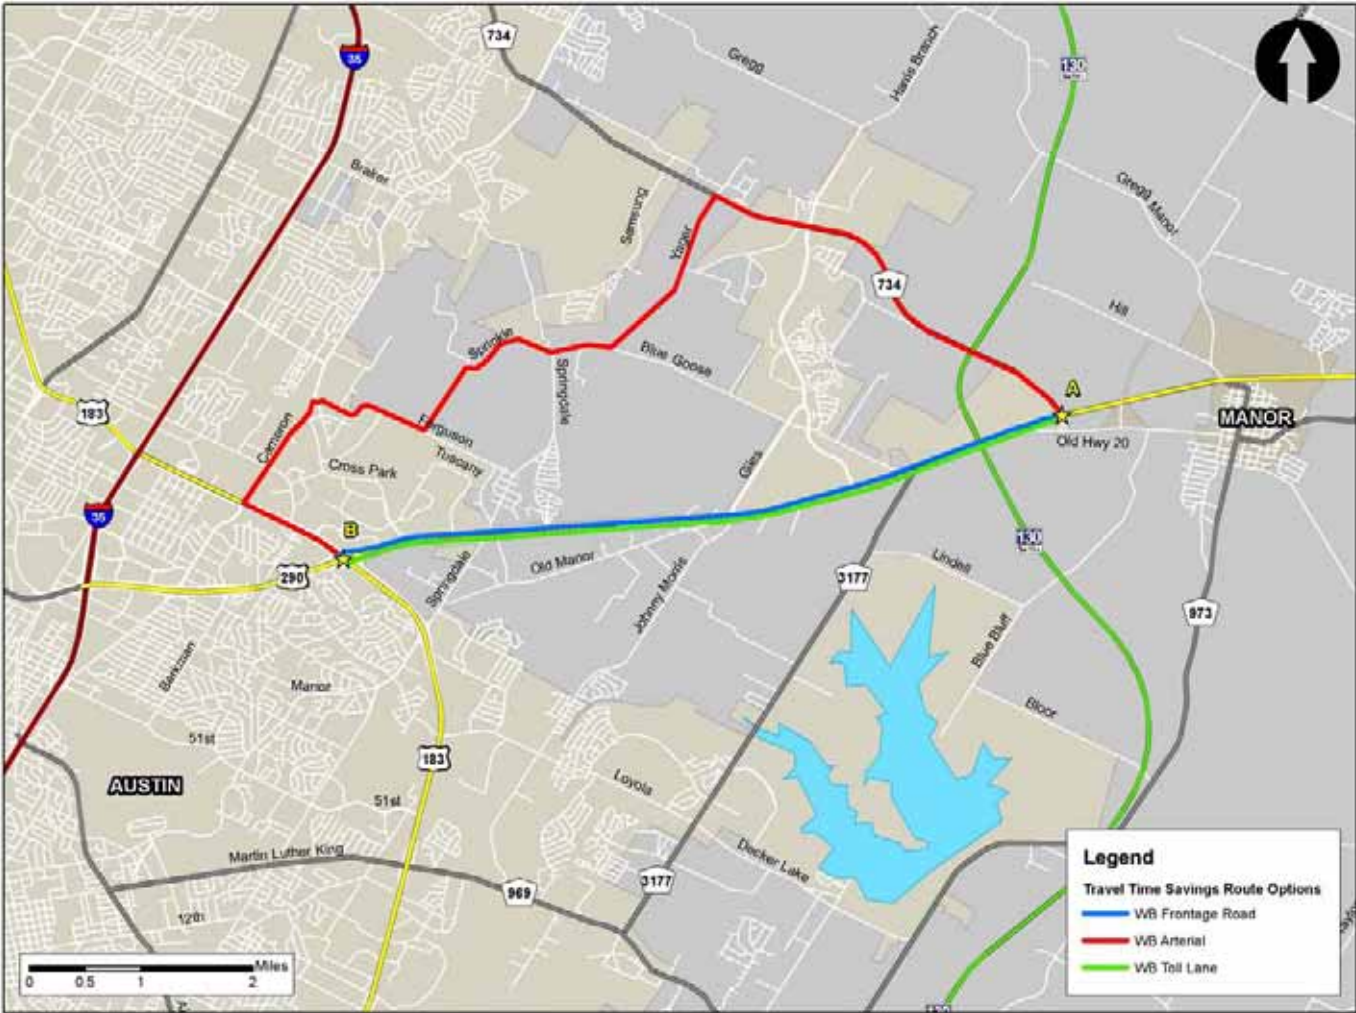 35
734
Gregg
Harris Branch
130
Braker
Gregg Manor
Samsung
Yager
734
Hill
Sprinkle
Blue Goose
A
183
Springdale
MANOR
Cameron
Ferguson
Old Hwy 20
Tuscany
Cross Park
Giles
35
B
130
290
Springdale
Old Manor
Lindell
3177
Johnny Morris
973
Blue Bluff
Berkman
Manor
Bloor
51st
183
AUSTIN
Loyola
51st
Martin Luther King
Decker Lake
3177
969
12th
Legend
Travel Time Savings Route Options
WB Frontage Road
WB Arterial
WB Toll Lane
Miles
0 0.5 1 2
130